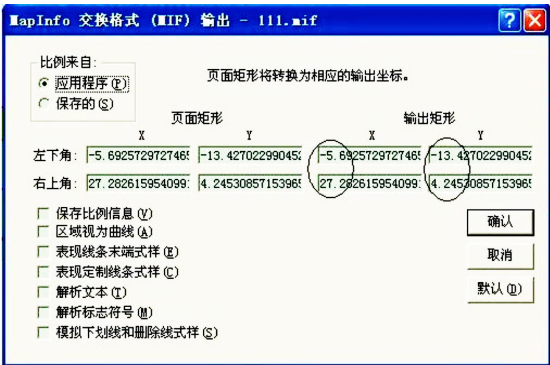 MapInfo 交换格式 (MIF) 输出 - 111.mif
比例来自:
应用程序(P)
保存的(S)
页面矩形将转换为相应的输出坐标。
页面矩形 输出矩形
X Y X Y
左下角: -5.6925729727465 -13.427022990452 -5.6925729727465 -13.427022990452
右上角: 27.282615954099 4.2453085715396 27.282615954099 4.2453085715396
保存比例信息(V)
区域视为曲线(A)
表现线条末端式样(E)
表现定制线条式样(C)
解析文本(T)
解析标志符号(M)
模拟下划线和删除线式样(S)
确认
取消
默认(D)